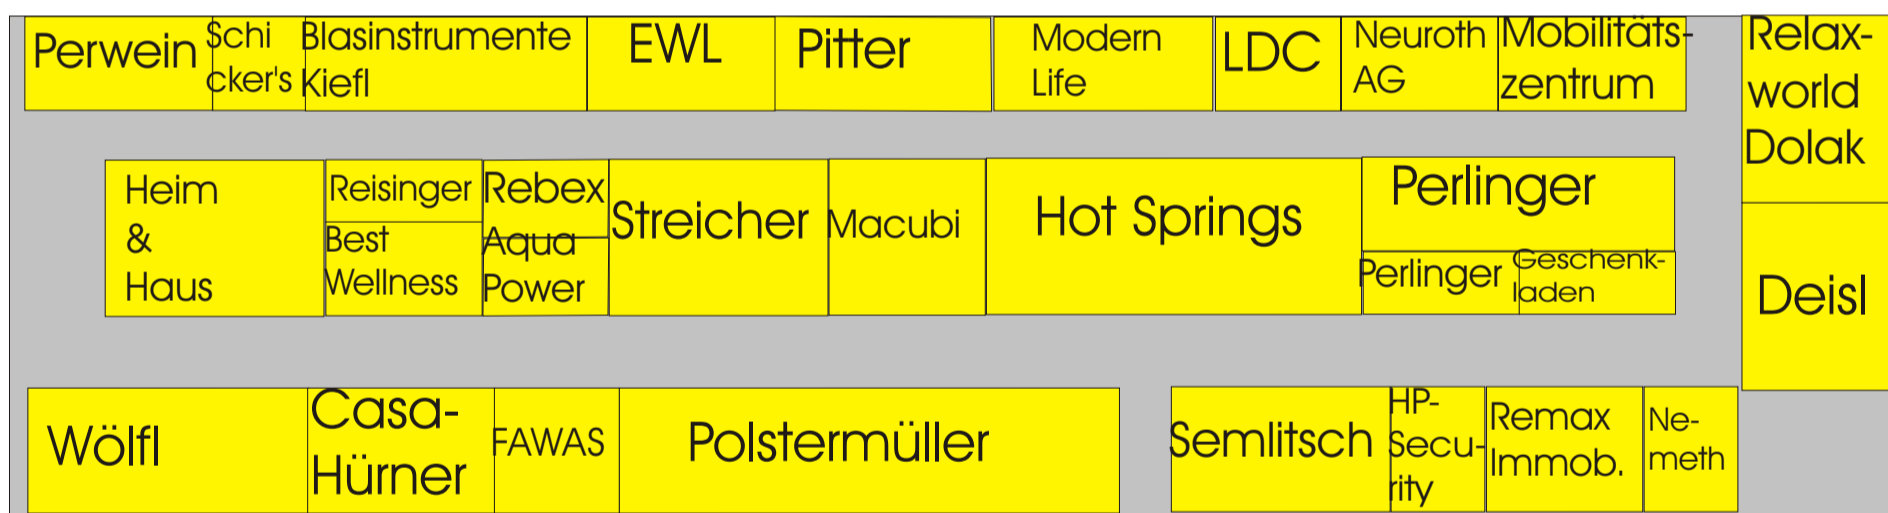 Perwein
Schi
cker's
Blasinstrumente
Kiefl
EWL
Pitter
Modern
Life
LDC
Neuroth
AG
Mobilitäts-
zentrum
Relax-
world
Dolak
Heim
&
Haus
Reisinger
Best
Wellness
Rebex
Aqua
Power
Streicher
Macubi
Hot Springs
Perlinger
Perlinger
Geschenk-
laden
Deisl
Wölfl
Casa-
Hürner
FAWAS
Polstermüller
Semlitsch
HP-
Secu-
rity
Remax
Immob.
Ne-
meth